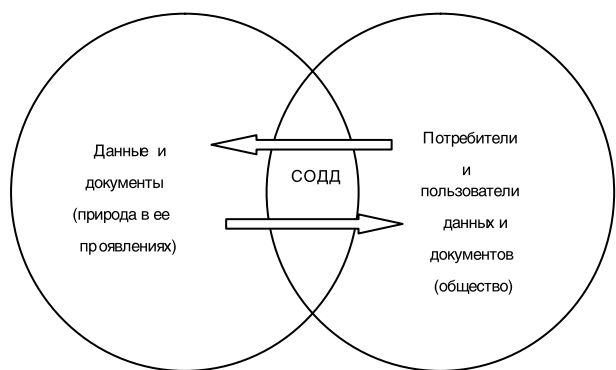 Данные и
документы
(природа в ее
проявлениях)
СОДД
Потребители
и
пользователи
данных и
документов
(общество)